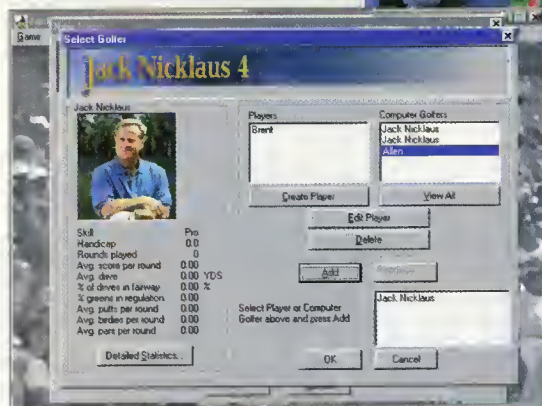 Game
Select Golfer
Jack Nicklaus 4
Jack Nicklaus
Skill Pro
Handicap 0.0
Rounds played 0
Avg. score per round 0.00
Avg. drive 0.00 YDS
% of drives in fairway 0.00 %
% greens in regulation 0.00
Avg. putts per round 0.00
Avg. birdies per round 0.00
Avg. pars per round 0.00
Detailed Statistics...
Players
Brent
Create Player
Computer Golfers
Jack Nicklaus
Jack Nicklaus
Allen
View All
Edit Player
Delete
Add
Select Player or Computer
Golfer above and press Add
Jack Nicklaus
OK
Cancel